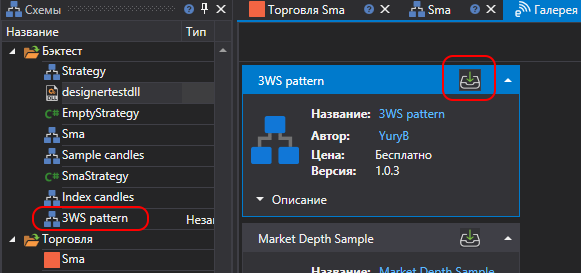 Схемы
Название Тип
Бэктест
Strategy
designertestdll
EmptyStrategy
Sma
Sample candles
SmaStrategy
Index candles
3WS pattern Неза
Торговля
Sma
Торговля Sma Sma Галерея
3WS pattern
Название: 3WS pattern
Автор: YuryB
Цена: Бесплатно
Версия: 1.0.3
Описание
Market Depth Sample
Название: Market Depth Sample